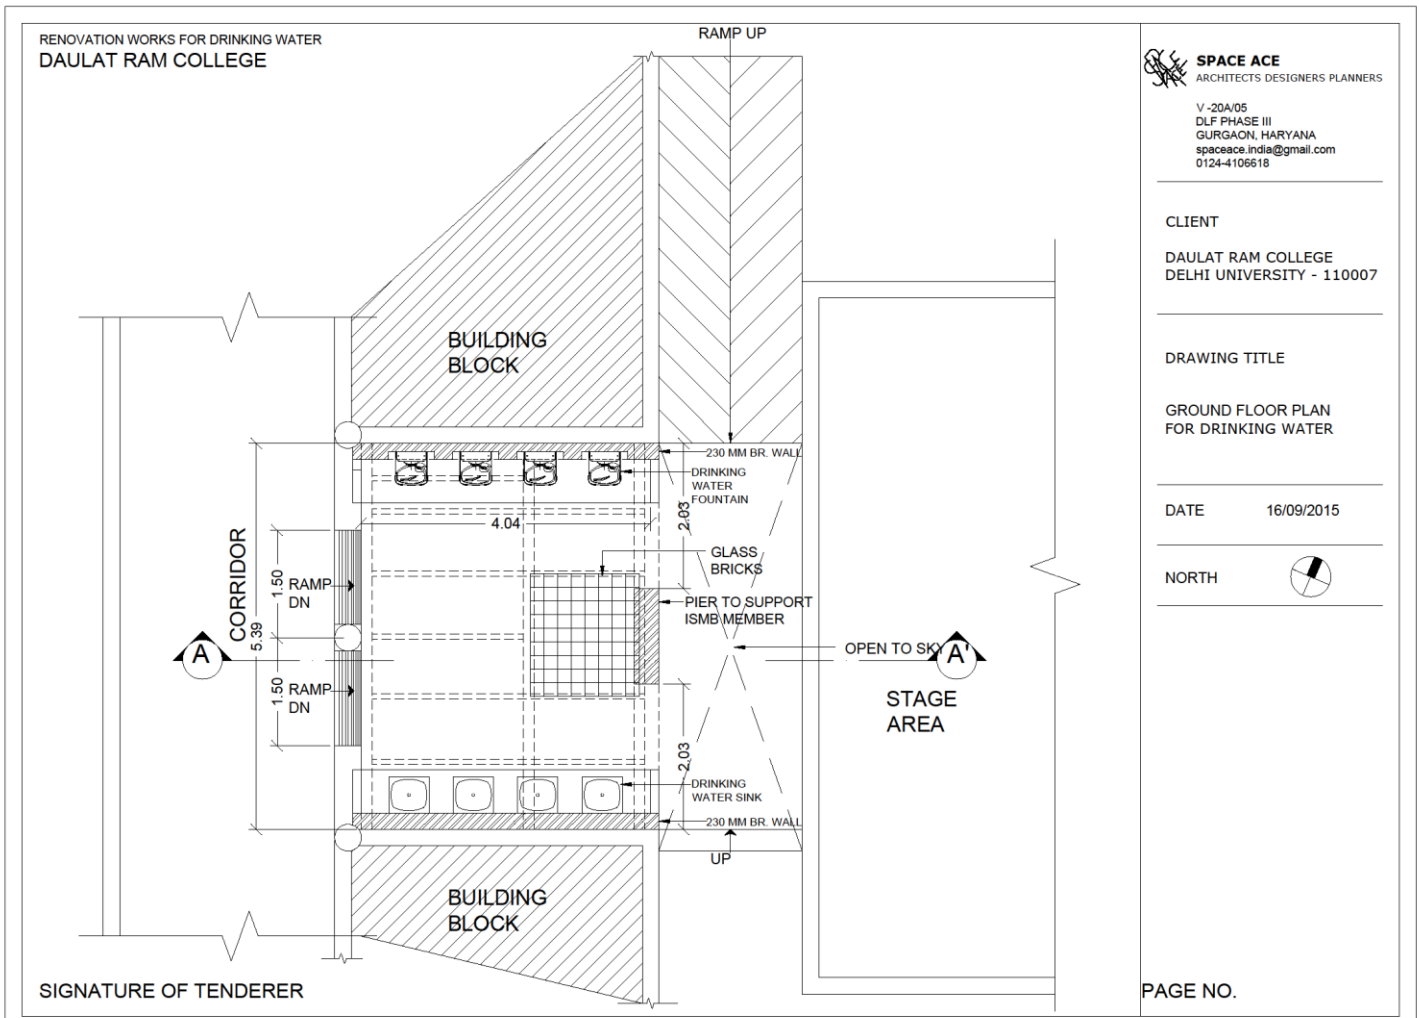 RENOVATION WORKS FOR DRINKING WATER
DAULAT RAM COLLEGE
RAMP UP
BUILDING
BLOCK
230 MM BR. WALL
DRINKING
WATER
FOUNTAIN
2.03
4.04
GLASS
BRICKS
CORRIDOR
5.39
1.50
RAMP
DN
PIER TO SUPPORT
ISMB MEMBER
A
OPEN TO SKY
A'
1.50
RAMP
DN
STAGE
AREA
2.03
DRINKING
WATER SINK
230 MM BR. WALL
UP
BUILDING
BLOCK
SIGNATURE OF TENDERER
SPACE ACE
ARCHITECTS DESIGNERS PLANNERS
V -20A/05
DLF PHASE III
GURGAON, HARYANA
spaceace.india@gmail.com
0124-4106618
CLIENT
DAULAT RAM COLLEGE
DELHI UNIVERSITY - 110007
DRAWING TITLE
GROUND FLOOR PLAN
FOR DRINKING WATER
DATE 16/09/2015
NORTH
PAGE NO.